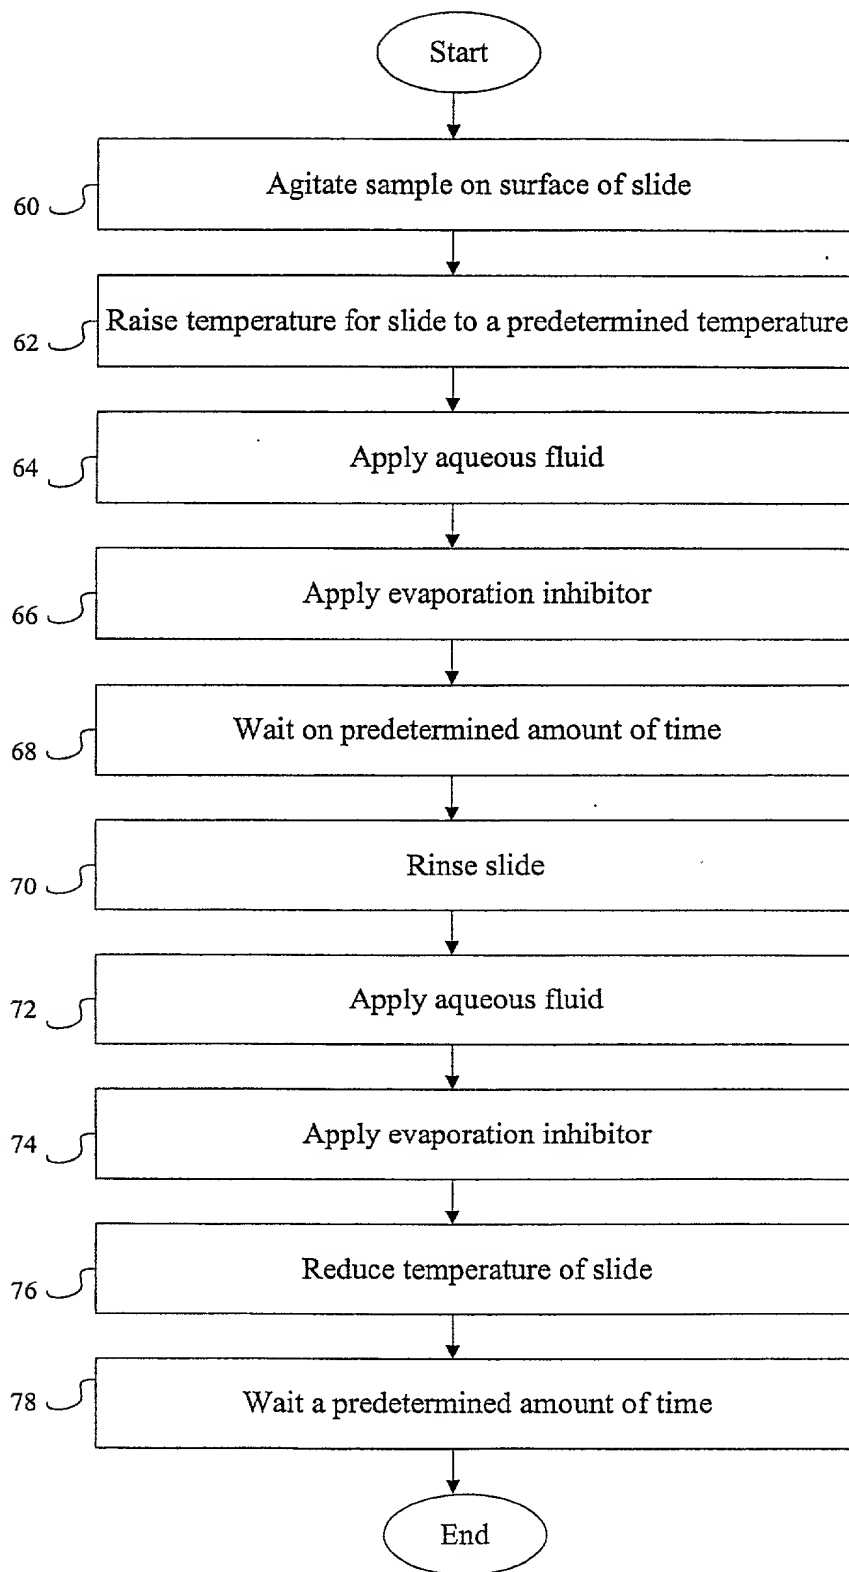 Start
Agitate sample on surface of slide
60
Raise temperature for slide to a predetermined temperature
62
Apply aqueous fluid
64
Apply evaporation inhibitor
66
Wait on predetermined amount of time
68
Rinse slide
70
Apply aqueous fluid
72
Apply evaporation inhibitor
74
Reduce temperature of slide
76
Wait a predetermined amount of time
78
End